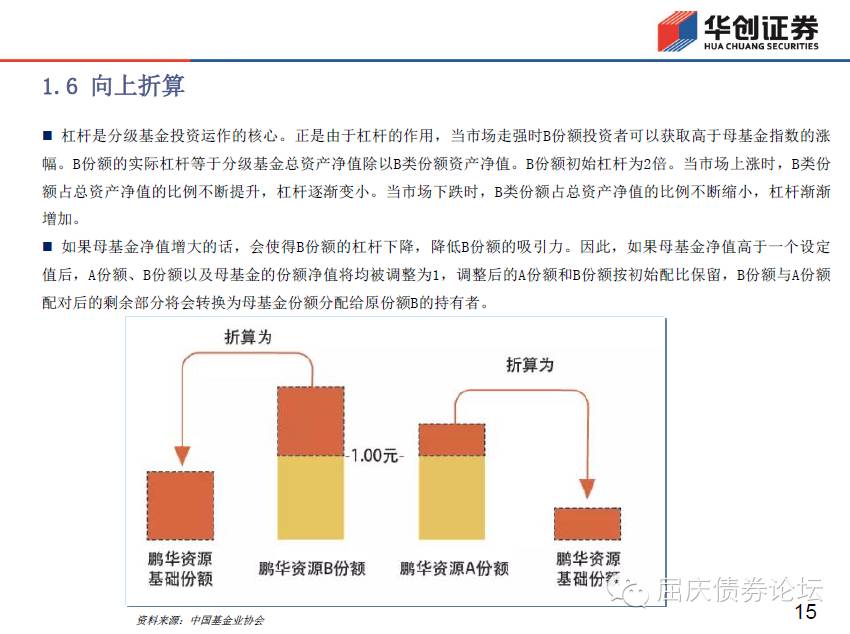 华创证券
HUA CHUANG SECURITIES
1.6 向上折算
■ 杠杆是分级基金投资运作的核心。正是由于杠杆的作用，当市场走强时B份额投资者可以获取高于母基金指数的涨
幅。B份额的实际杠杆等于分级基金总资产净值除以B类份额资产净值。B份额初始杠杆为2倍。当市场上涨时，B类份
额占总资产净值的比例不断提升，杠杆逐渐变小。当市场下跌时，B类份额占总资产净值的比例不断缩小，杠杆渐渐
增加。
■ 如果母基金净值增大的话，会使得B份额的杠杆下降，降低B份额的吸引力。因此，如果母基金净值高于一个设定
值后，A份额、B份额以及母基金的份额净值将均被调整为1，调整后的A份额和B份额按初始配比保留，B份额与A份额
配对后的剩余部分将会转换为母基金份额分配给原份额B的持有者。
折算为
折算为
-1.00元-
鹏华资源
基础份额
鹏华资源B份额
鹏华资源A份额
鹏华资源
基础份额
屈庆债券论坛
15
资料来源：中国基金业协会